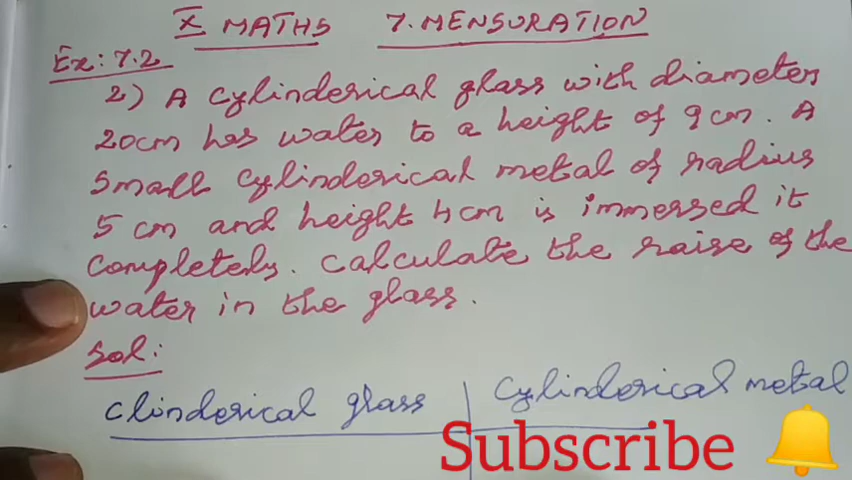 X MATHS 7. MENSURATION
Ex: 7.2
2) A cylinderical glass with diameter
20cm has water to a height of 9cm. A
small cylinderical metal of radius
5 cm and height 4cm is immersed it
completely. Calculate the raise of the
water in the glass.
Sol:
Clinderical glass Cylinderical metal
Subscribe